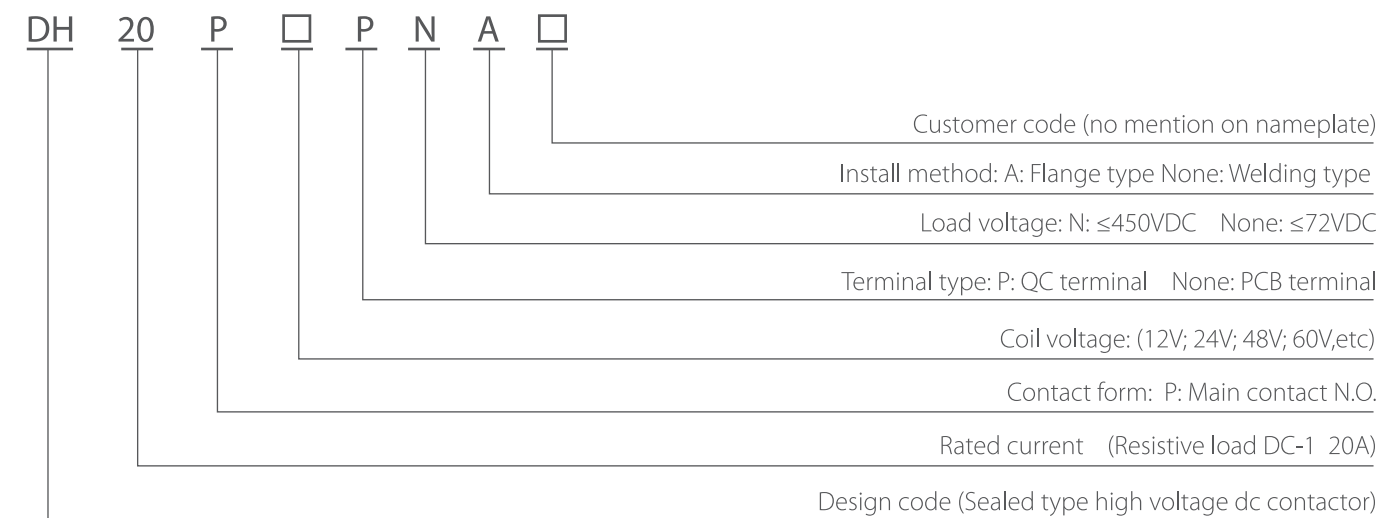 DH 20 P □ P N A □
Customer code (no mention on nameplate)
Install method: A: Flange type None: Welding type
Load voltage: N: ≤450VDC None: ≤72VDC
Terminal type: P: QC terminal None: PCB terminal
Coil voltage: (12V; 24V; 48V; 60V,etc)
Contact form: P: Main contact N.O.
Rated current (Resistive load DC-1 20A)
Design code (Sealed type high voltage dc contactor)